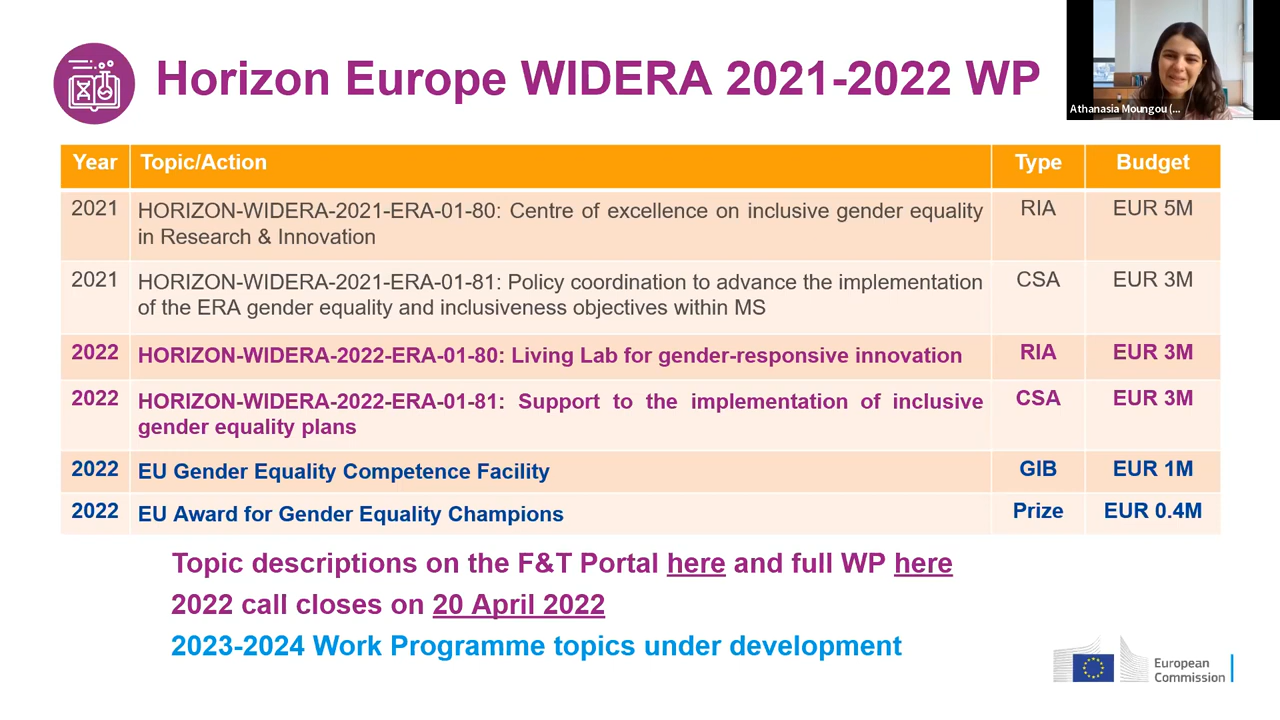 Horizon Europe WIDERA 2021-2022 WP
Athanasia Moungou (...
Year Topic/Action Type Budget
2021 HORIZON-WIDERA-2021-ERA-01-80: Centre of excellence on inclusive gender equality RIA EUR 5M
in Research & Innovation
2021 HORIZON-WIDERA-2021-ERA-01-81: Policy coordination to advance the implementation CSA EUR 3M
of the ERA gender equality and inclusiveness objectives within MS
2022 HORIZON-WIDERA-2022-ERA-01-80: Living Lab for gender-responsive innovation RIA EUR 3M
2022 HORIZON-WIDERA-2022-ERA-01-81: Support to the implementation of inclusive CSA EUR 3M
gender equality plans
2022 EU Gender Equality Competence Facility GIB EUR 1M
2022 EU Award for Gender Equality Champions Prize EUR 0.4M
Topic descriptions on the F&T Portal here and full WP here
2022 call closes on 20 April 2022
2023-2024 Work Programme topics under development
European
Commission